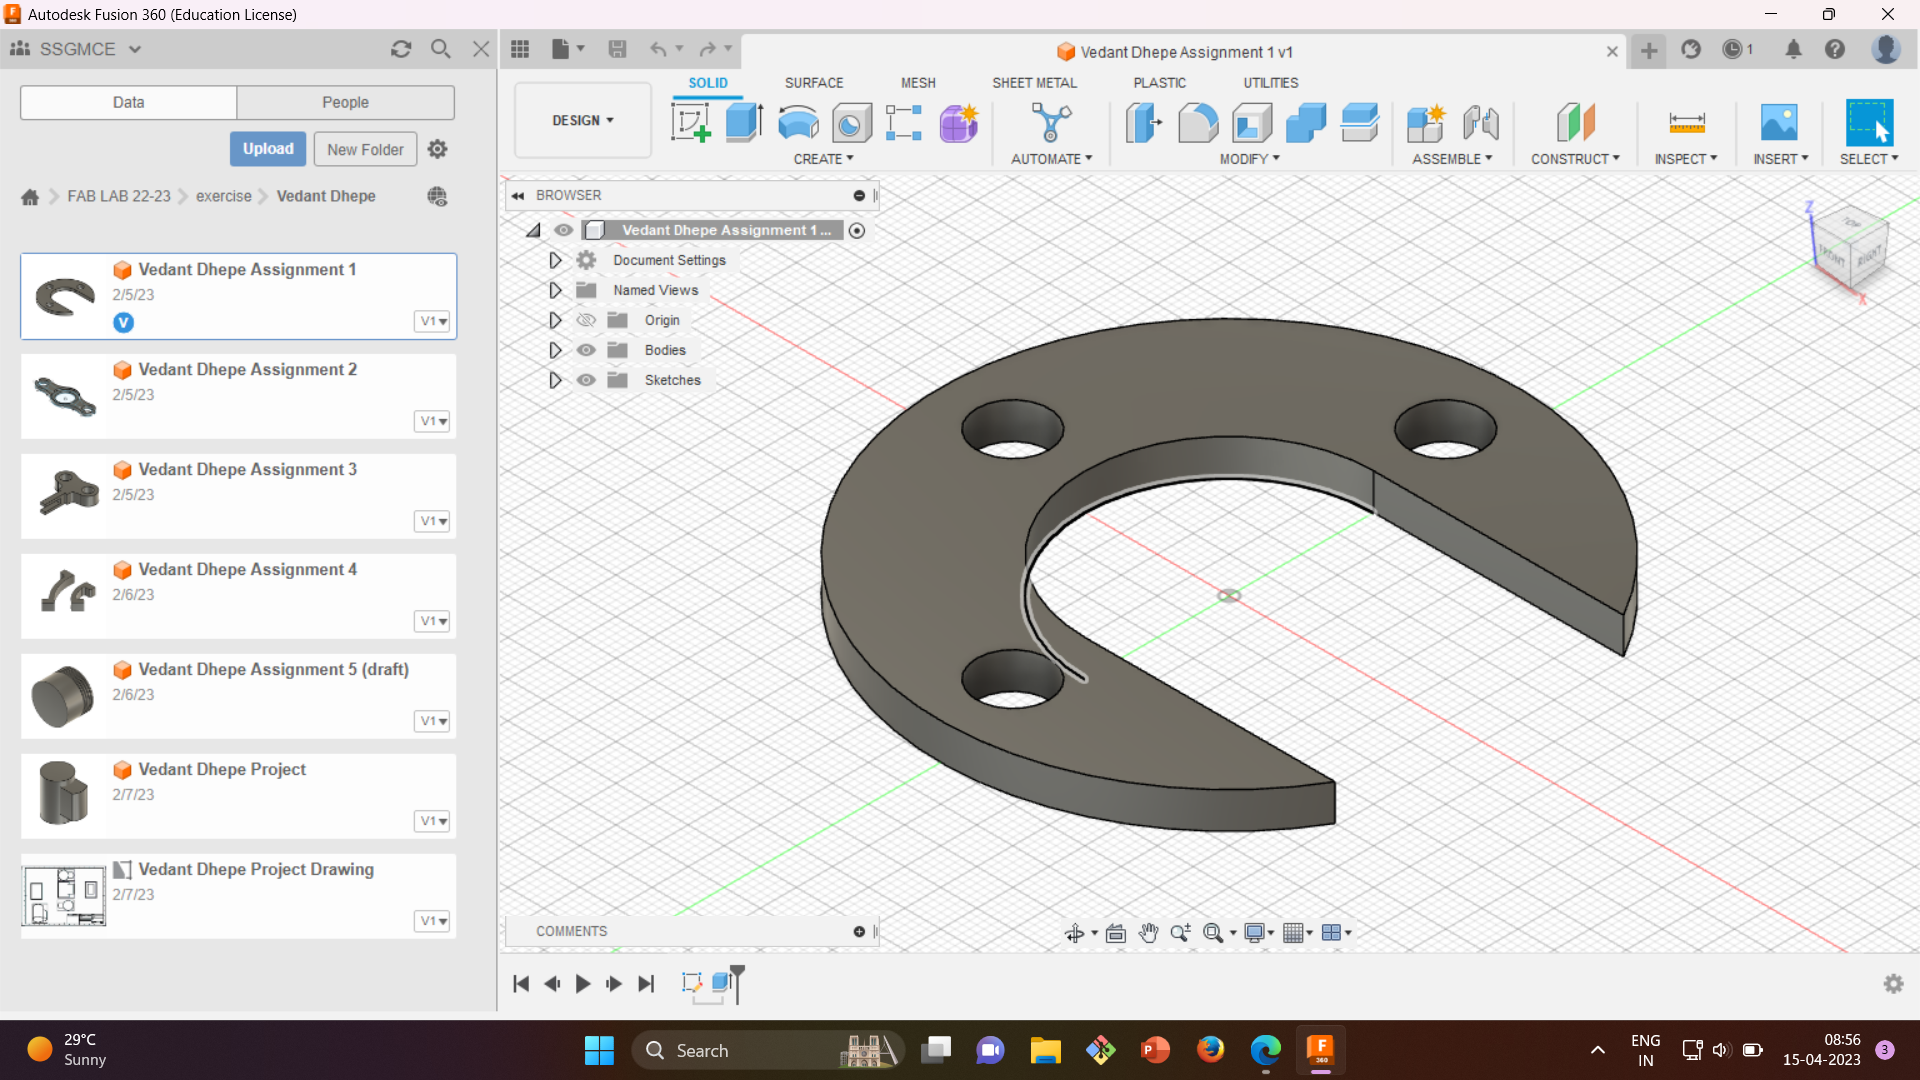 Autodesk Fusion 360 (Education License)
SSGMCE
Vedant Dhepe Assignment 1 v1
1
Data
People
Upload
New Folder
FAB LAB 22-23
exercise
Vedant Dhepe
Vedant Dhepe Assignment 1
2/5/23
V
V1
Vedant Dhepe Assignment 2
2/5/23
V1
Vedant Dhepe Assignment 3
2/5/23
V1
Vedant Dhepe Assignment 4
2/6/23
V1
Vedant Dhepe Assignment 5 (draft)
2/6/23
V1
Vedant Dhepe Project
2/7/23
V1
Vedant Dhepe Project Drawing
2/7/23
V1
DESIGN
SOLID
SURFACE
MESH
SHEET METAL
PLASTIC
UTILITIES
CREATE
AUTOMATE
MODIFY
ASSEMBLE
CONSTRUCT
INSPECT
INSERT
SELECT
BROWSER
Vedant Dhepe Assignment 1 ...
Document Settings
Named Views
Origin
Bodies
Sketches
Z
TOP
FRONT
RIGHT
X
COMMENTS
29°C
Sunny
Search
P
F
360
ENG
IN
08:56
15-04-2023
3